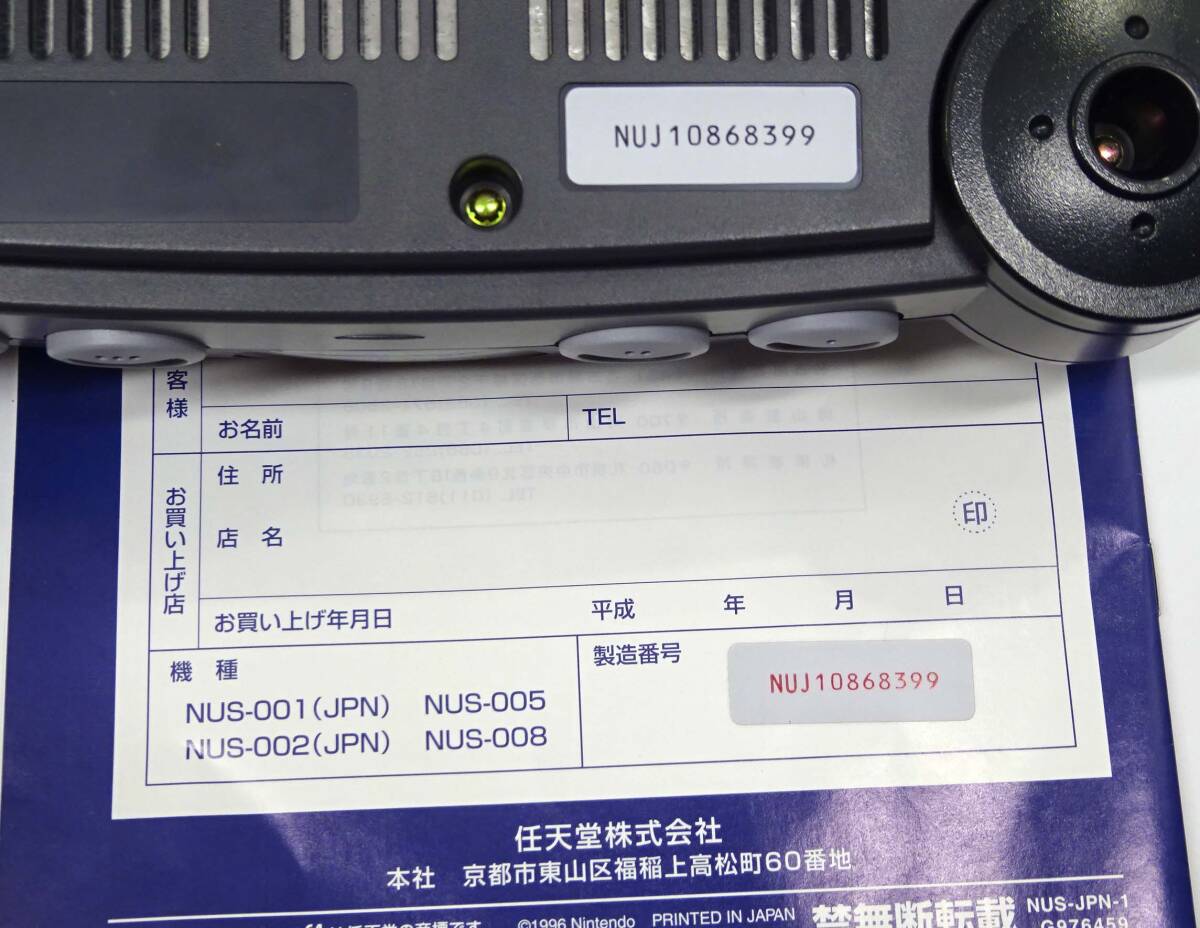 NUJ10868399
客様
お名前
TEL
お買い上げ店
住 所
店 名
印
お買い上げ年月日
平成 年 月 日
機 種
NUS-001(JPN) NUS-005
NUS-002(JPN) NUS-008
製造番号
NUJ10868399
任天堂株式会社
本社 京都市東山区福稲上高松町60番地
©1996 Nintendo PRINTED IN JAPAN
禁無断転載
NUS-JPN-1
G976459